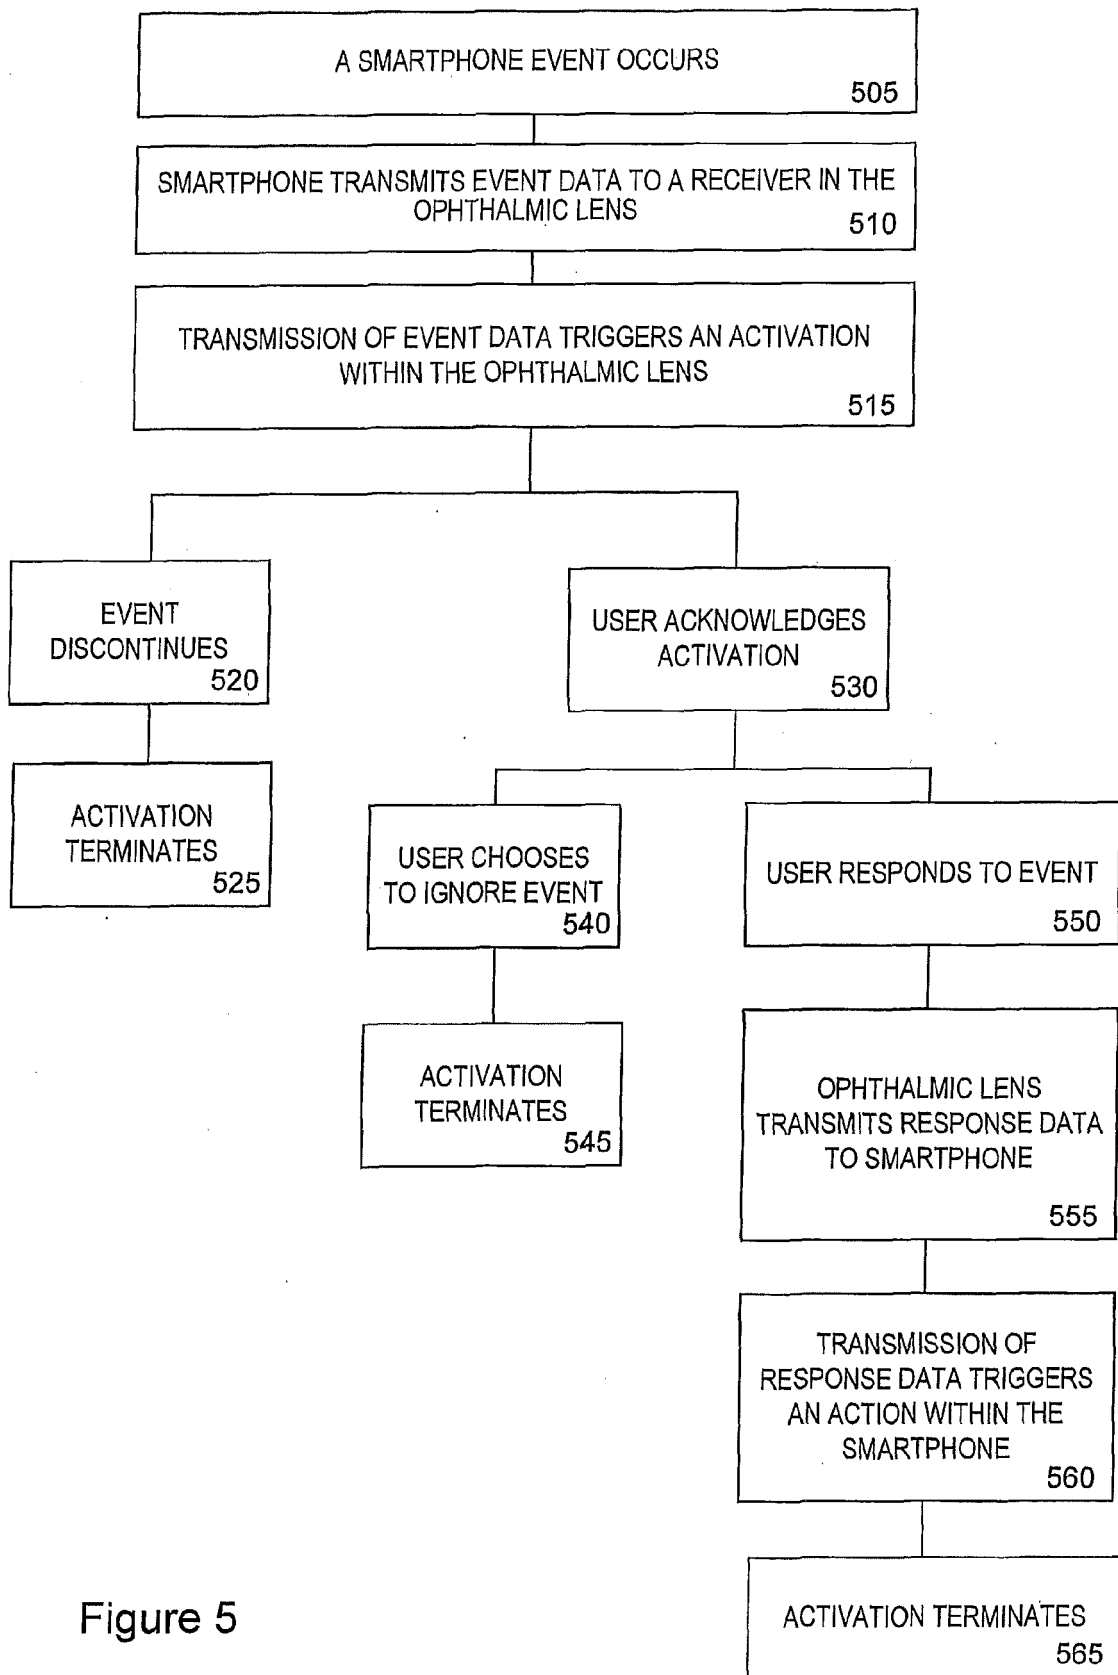 A SMARTPHONE EVENT OCCURS
505
SMARTPHONE TRANSMITS EVENT DATA TO A RECEIVER IN THE
OPHTHALMIC LENS
510
TRANSMISSION OF EVENT DATA TRIGGERS AN ACTIVATION
WITHIN THE OPHTHALMIC LENS
515
EVENT
DISCONTINUES
520
ACTIVATION
TERMINATES
525
USER ACKNOWLEDGES
ACTIVATION
530
USER CHOOSES
TO IGNORE EVENT
540
ACTIVATION
TERMINATES
545
USER RESPONDS TO EVENT
550
OPHTHALMIC LENS
TRANSMITS RESPONSE DATA
TO SMARTPHONE
555
TRANSMISSION OF
RESPONSE DATA TRIGGERS
AN ACTION WITHIN THE
SMARTPHONE
560
ACTIVATION TERMINATES
565
Figure 5